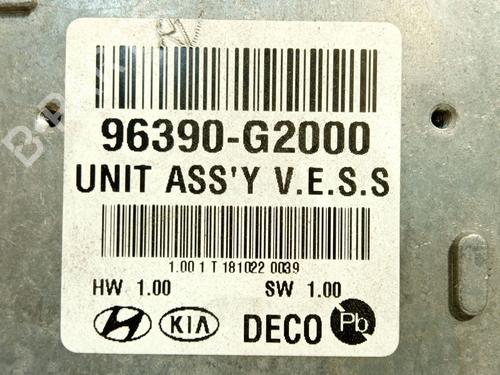 96390-G2000
UNIT ASS'Y V.E.S.S
1.00 1 T 181022 0039
HW 1.00 SW 1.00
KIA DECO Pb